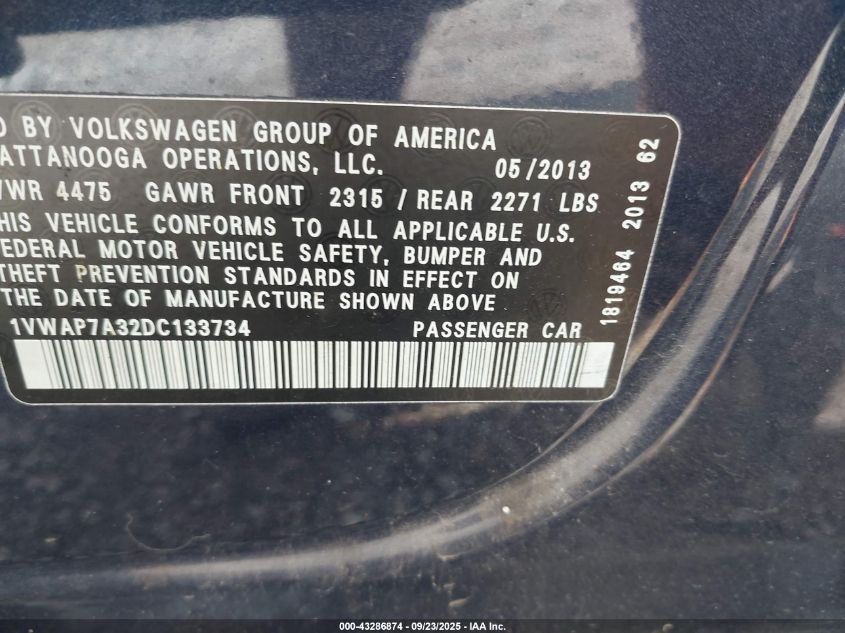 D BY VOLKSWAGEN GROUP OF AMERICA
ATTANOOGA OPERATIONS, LLC. 05/2013
VWR 4475 GAWR FRONT 2315 / REAR 2271 LBS
HIS VEHICLE CONFORMS TO ALL APPLICABLE U.S.
EDERAL MOTOR VEHICLE SAFETY, BUMPER AND
THEFT PREVENTION STANDARDS IN EFFECT ON
THE DATE OF MANUFACTURE SHOWN ABOVE
1VWAP7A32DC133734 PASSENGER CAR
1819464 2013 62
000-43286874 - 09/23/2025 - IAA Inc.